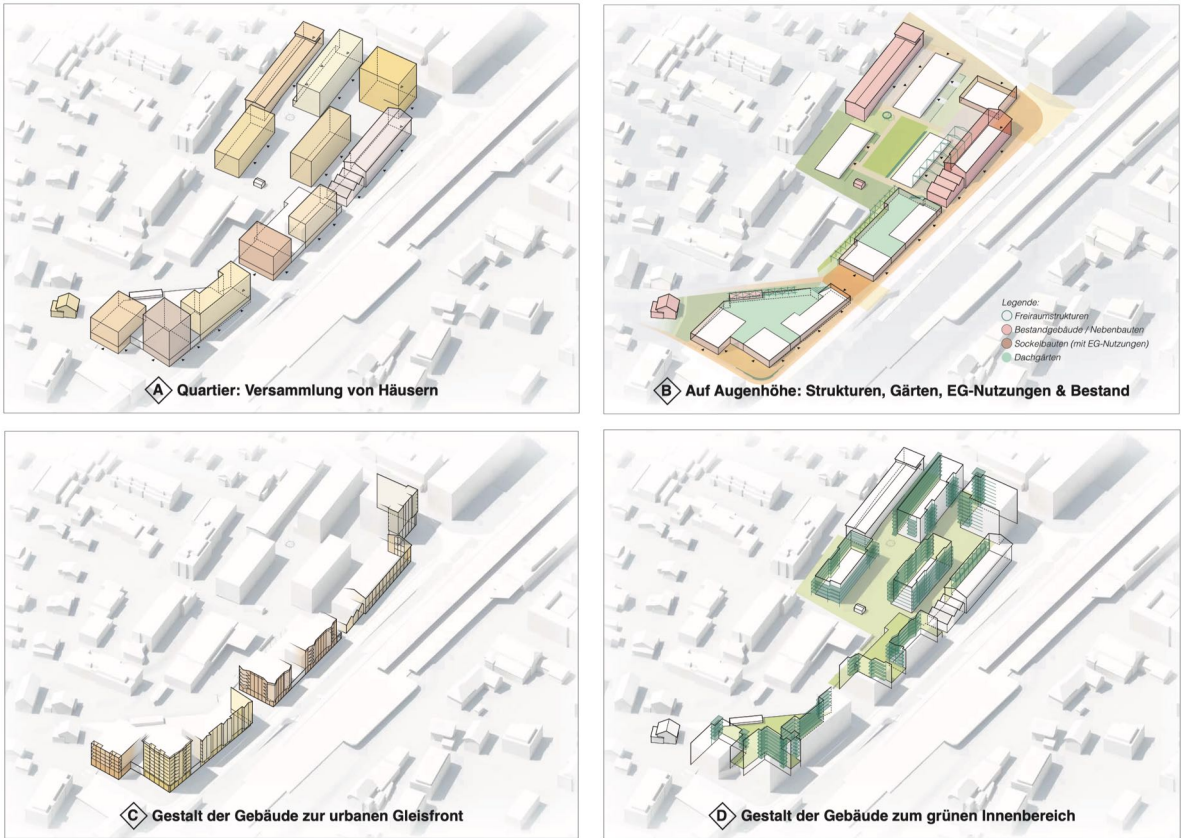 A Quartier: Versammlung von Häusern
Legende:
Freiraumstrukturen
Bestandgebäude / Nebenbauten
Sockelbauten (mit EG-Nutzungen)
Dachgärten
B Auf Augenhöhe: Strukturen, Gärten, EG-Nutzungen & Bestand
C Gestalt der Gebäude zur urbanen Gleisfront
D Gestalt der Gebäude zum grünen Innenbereich